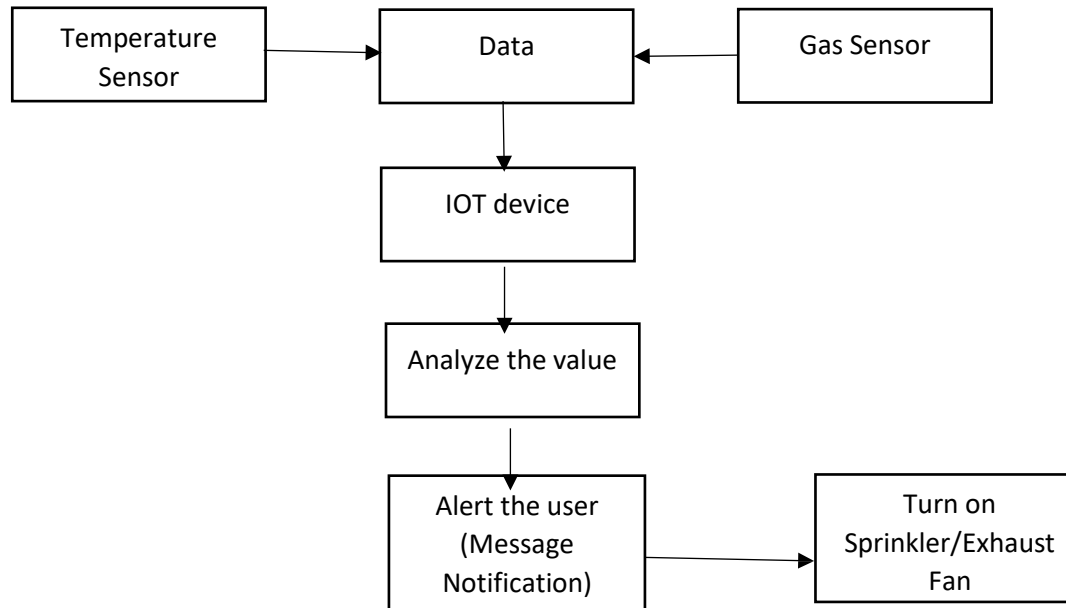 Temperature
Sensor
Data
Gas Sensor
IOT device
Analyze the value
Alert the user
(Message
Notification)
Turn on
Sprinkler/Exhaust
Fan